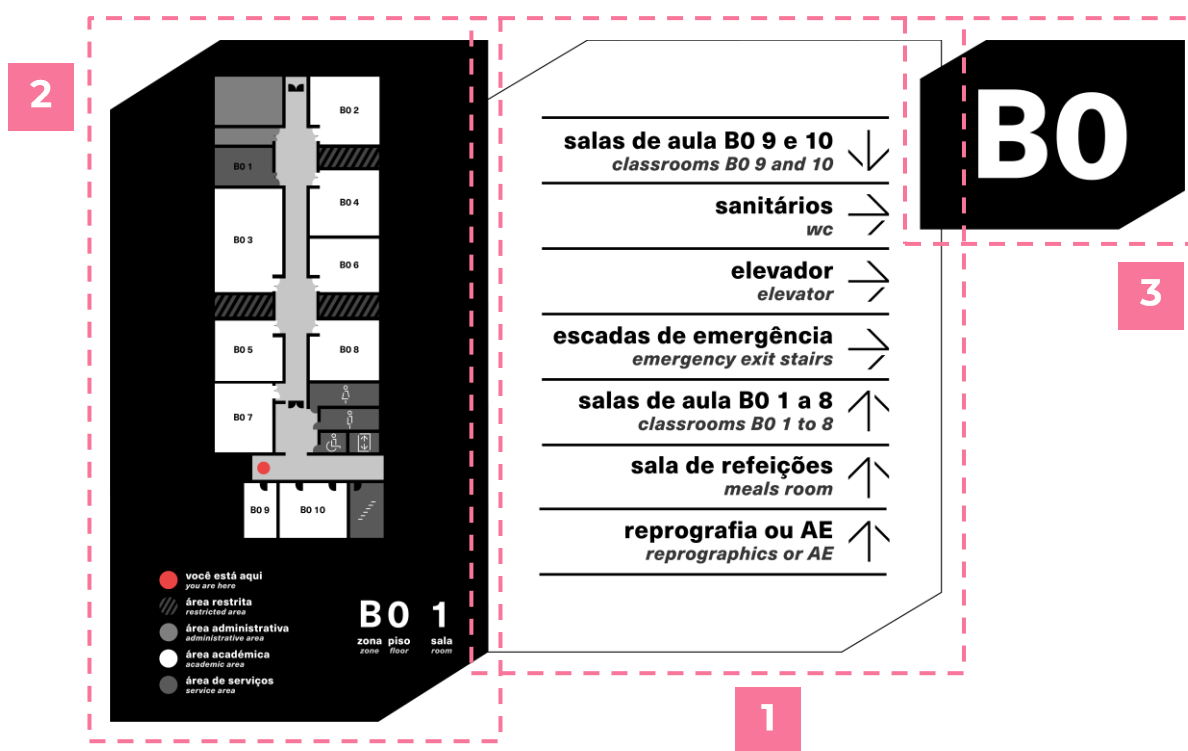 2
B0 2
B0 1
B0 4
B0 3
B0 6
B0 5
B0 8
B0 7
B0 9
B0 10
você está aqui
you are here
área restrita
restricted area
área administrativa
administrative area
área académica
academic area
área de serviços
service area
B0 1
zona piso sala
zone floor room
salas de aula B0 9 e 10
classrooms B0 9 and 10
sanitários
wc
elevador
elevator
escadas de emergência
emergency exit stairs
salas de aula B0 1 a 8
classrooms B0 1 to 8
sala de refeições
meals room
reprografia ou AE
reprographics or AE
1
B0
3